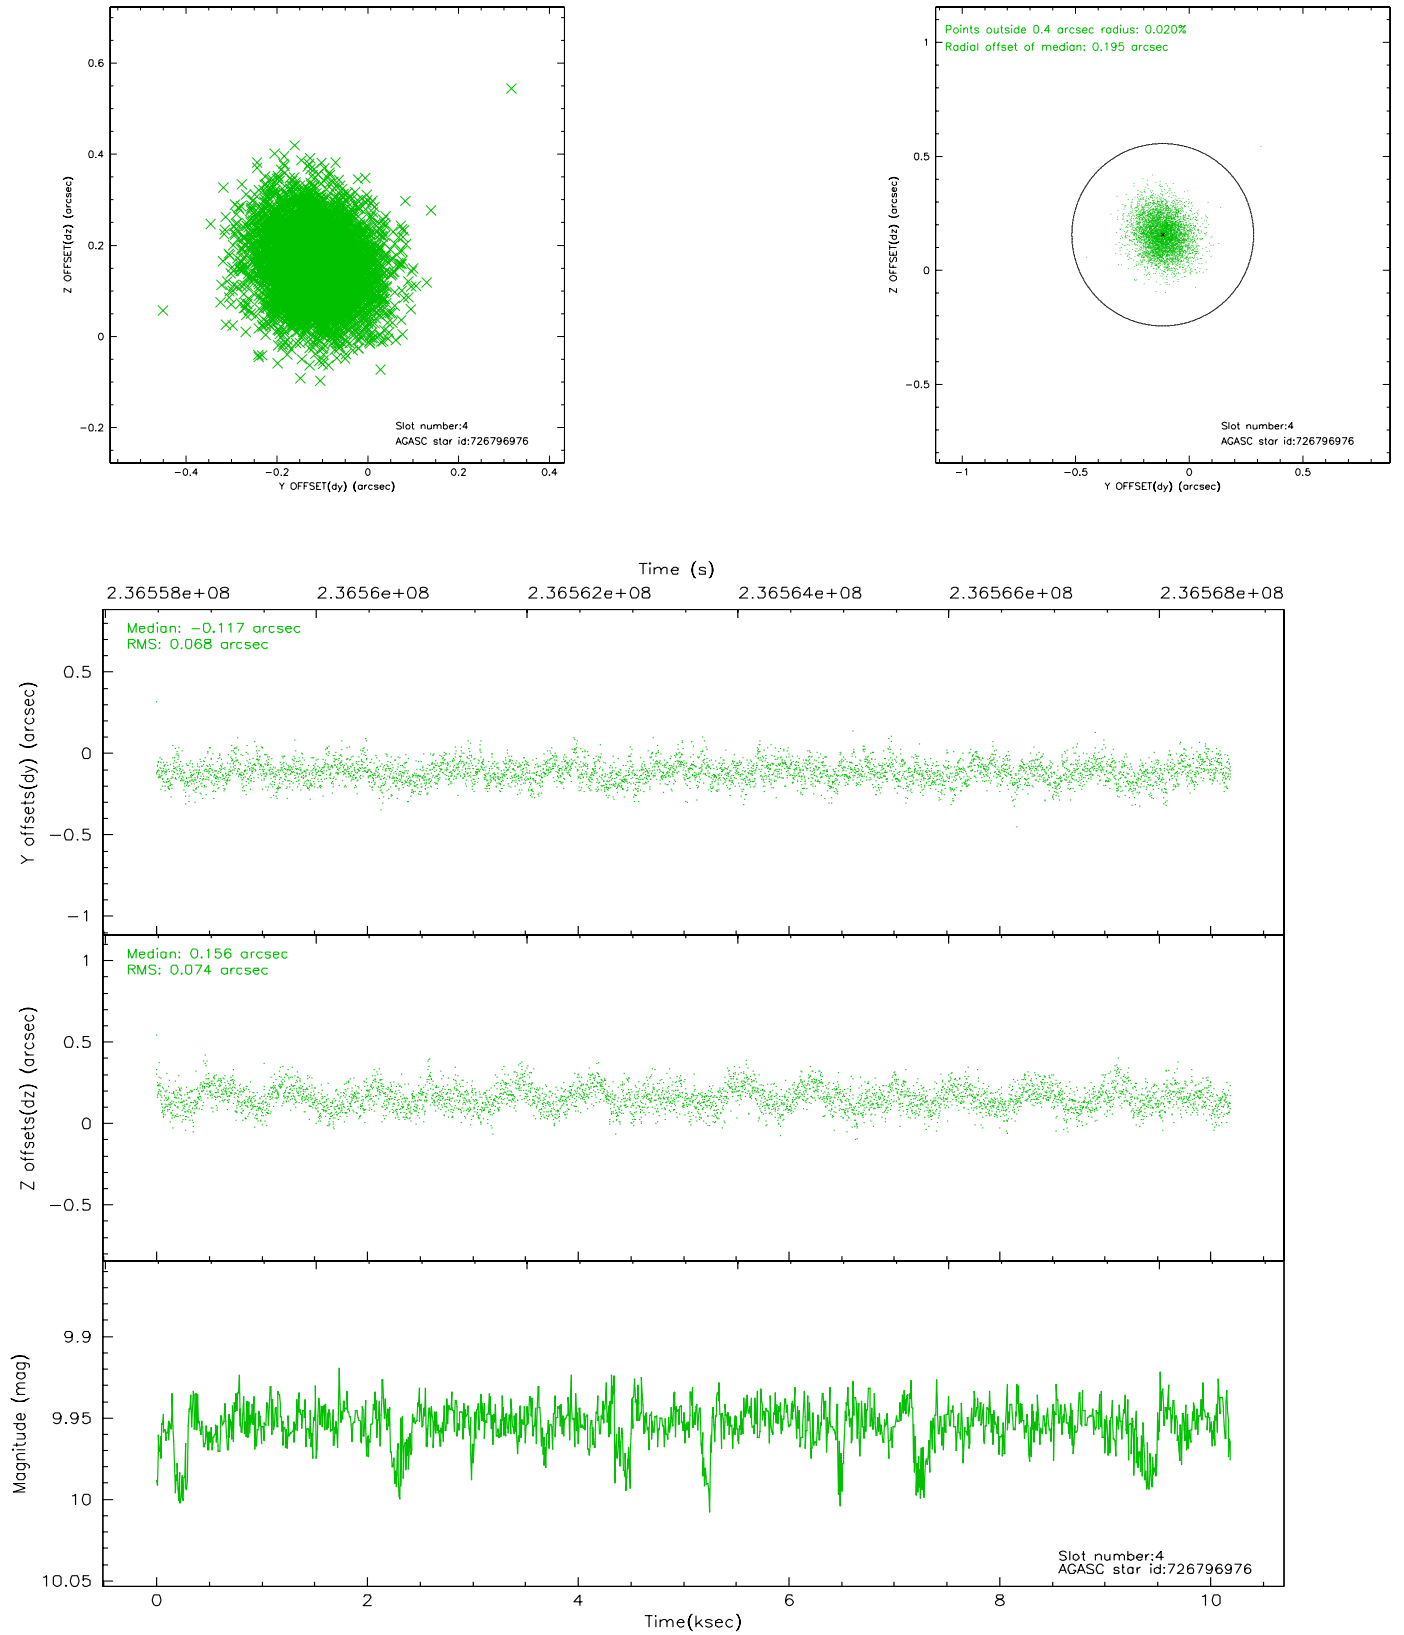 0.6
0.4
0.2
0
−0.2
Z OFFSET(dz) (arcsec)
Slot number:4
AGASC star id:726796976
−0.4 −0.2 0 0.2 0.4
Y OFFSET(dy) (arcsec)
Points outside 0.4 arcsec radius: 0.020%
Radial offset of median: 0.195 arcsec
1
0.5
0
−0.5
Z OFFSET(dz) (arcsec)
Slot number:4
AGASC star id:726796976
−1 −0.5 0 0.5
Y OFFSET(dy) (arcsec)
Time (s)
2.36558e+08 2.3656e+08 2.36562e+08 2.36564e+08 2.36566e+08 2.36568e+08
Median: −0.117 arcsec
RMS: 0.068 arcsec
0.5
0
−0.5
−1
Y offsets(dy) (arcsec)
Median: 0.156 arcsec
RMS: 0.074 arcsec
1
0.5
0
−0.5
Z offsets(dz) (arcsec)
9.9
9.95
10
10.05
Magnitude (mag)
Slot number:4
AGASC star id:726796976
0 2 4 6 8 10
Time(ksec)